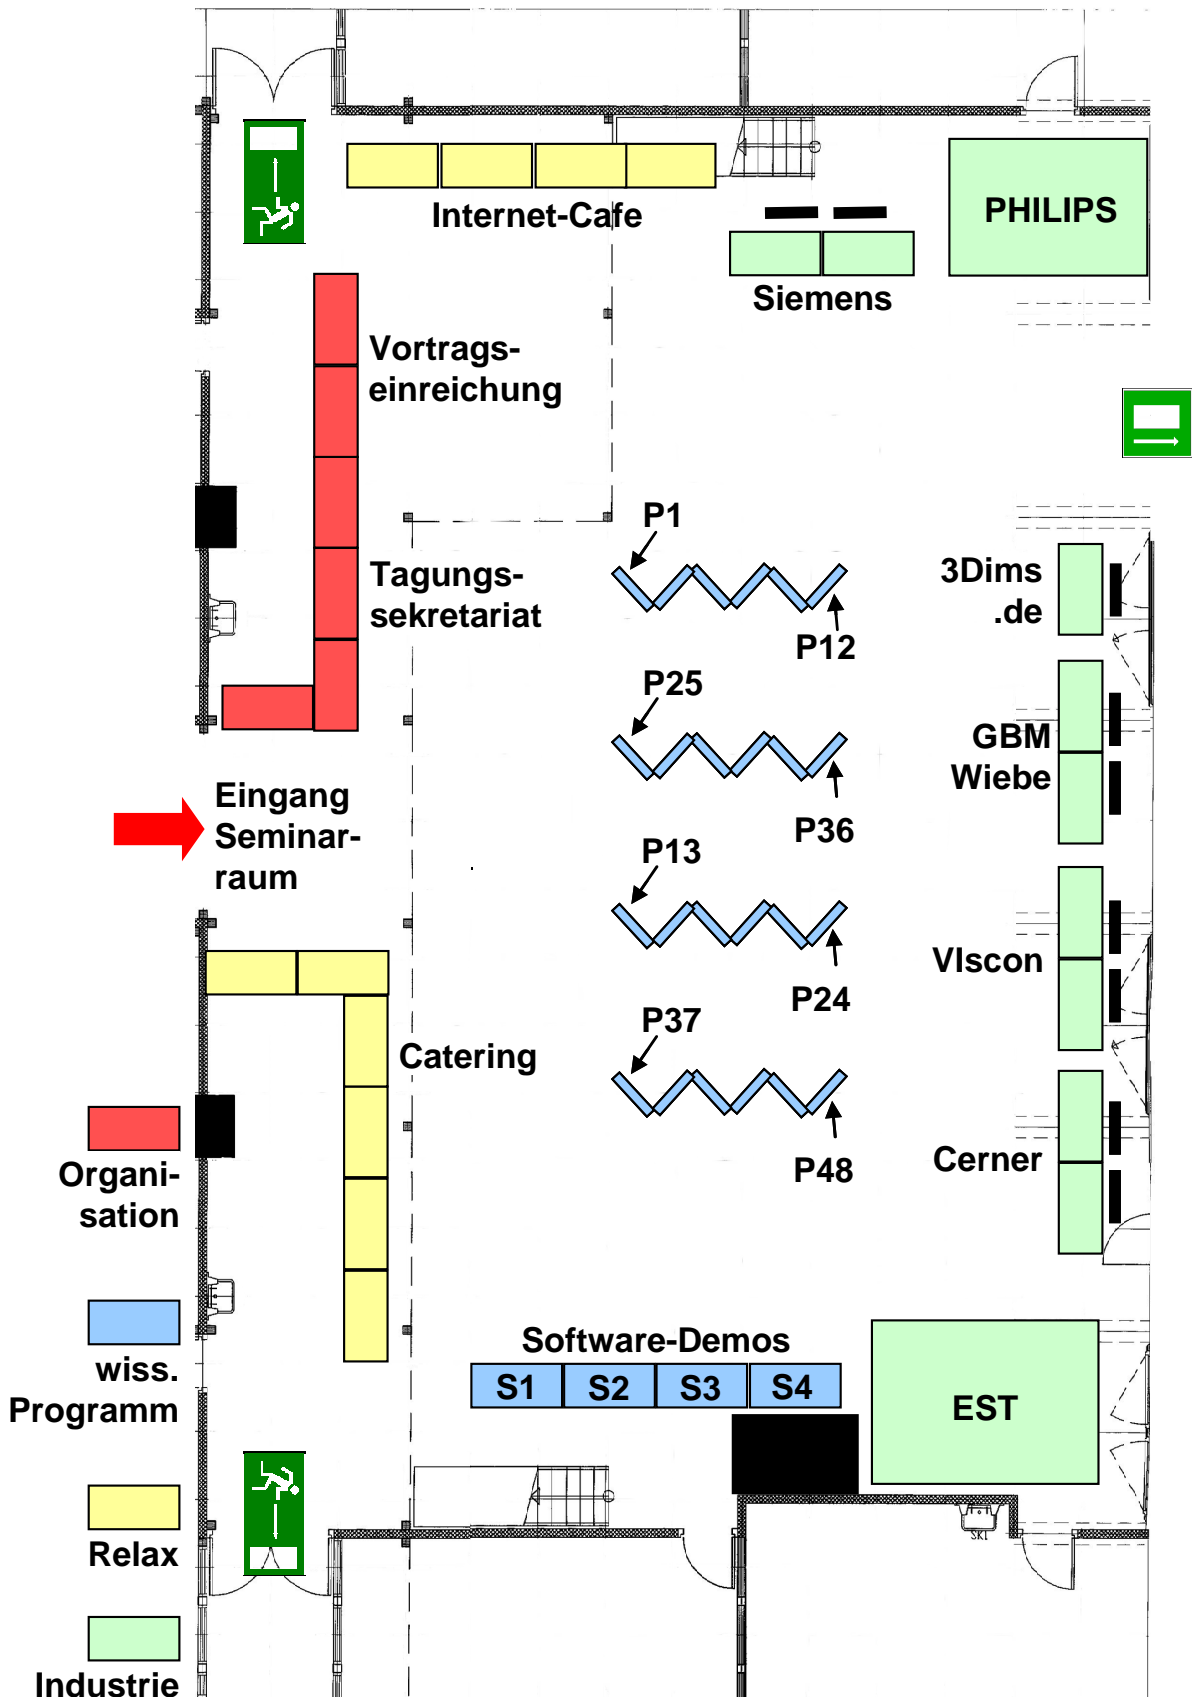 Internet-Cafe
PHILIPS
Siemens
Vortrags-
einreichung
P1
Tagungs-
sekretariat
3Dims
.de
P12
P25
GBM
Wiebe
Eingang
Seminar-
raum
P36
P13
VIscon
P24
P37
Catering
Cerner
P48
Organi-
sation
Software-Demos
wiss.
Programm
S1 S2 S3 S4
EST
SKI
Relax
Industrie